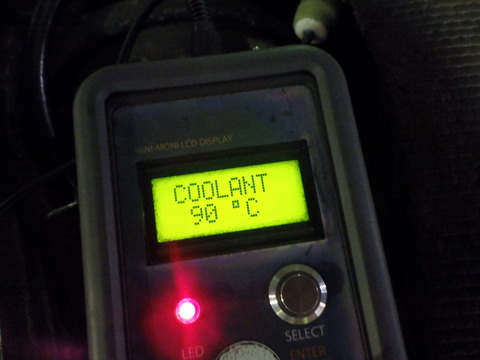 MINI-MONI LCD DISPLAY
COOLANT
90 °C
SELECT
LED
ENTER